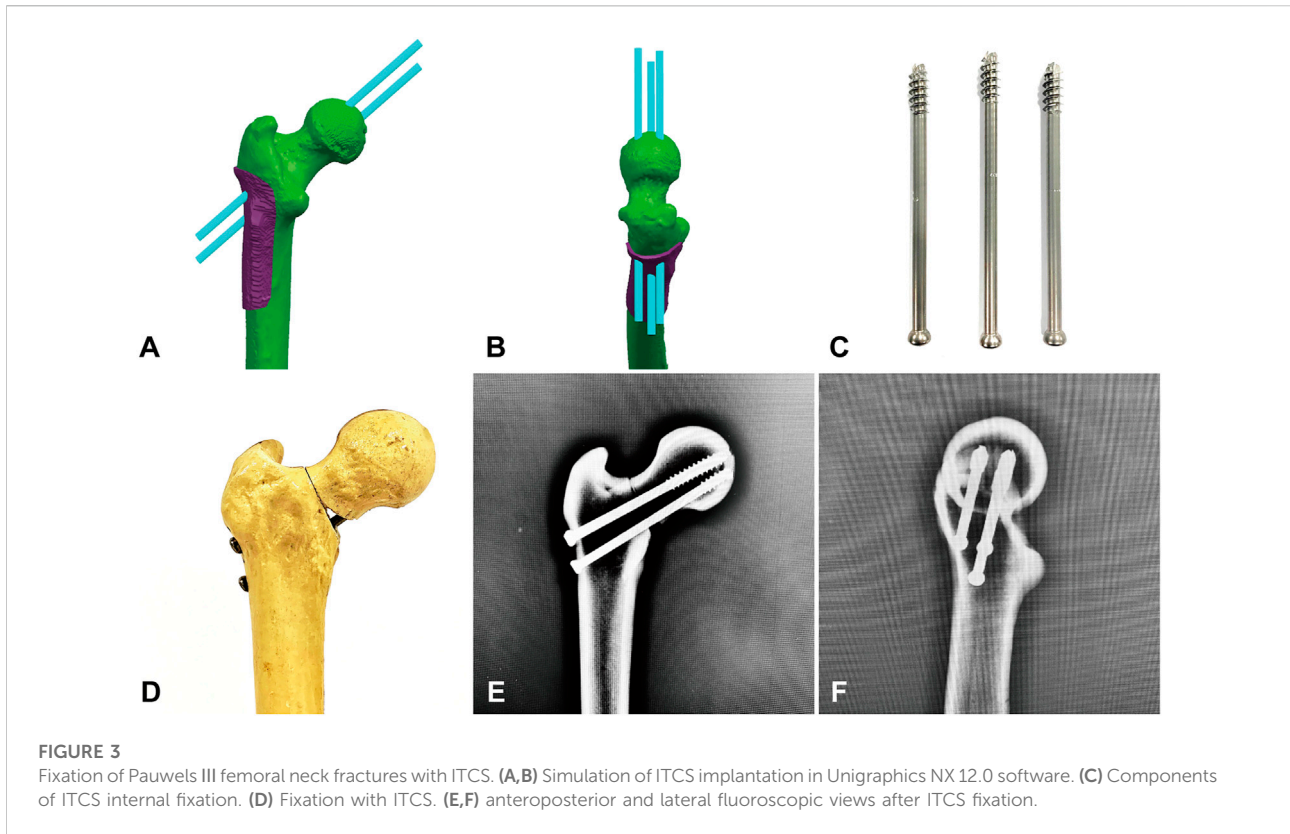 A
B
C
D
E
F
FIGURE 3
Fixation of Pauwels III femoral neck fractures with ITCS. (A,B) Simulation of ITCS implantation in Unigraphics NX 12.0 software. (C) Components
of ITCS internal fixation. (D) Fixation with ITCS. (E,F) anteroposterior and lateral fluoroscopic views after ITCS fixation.